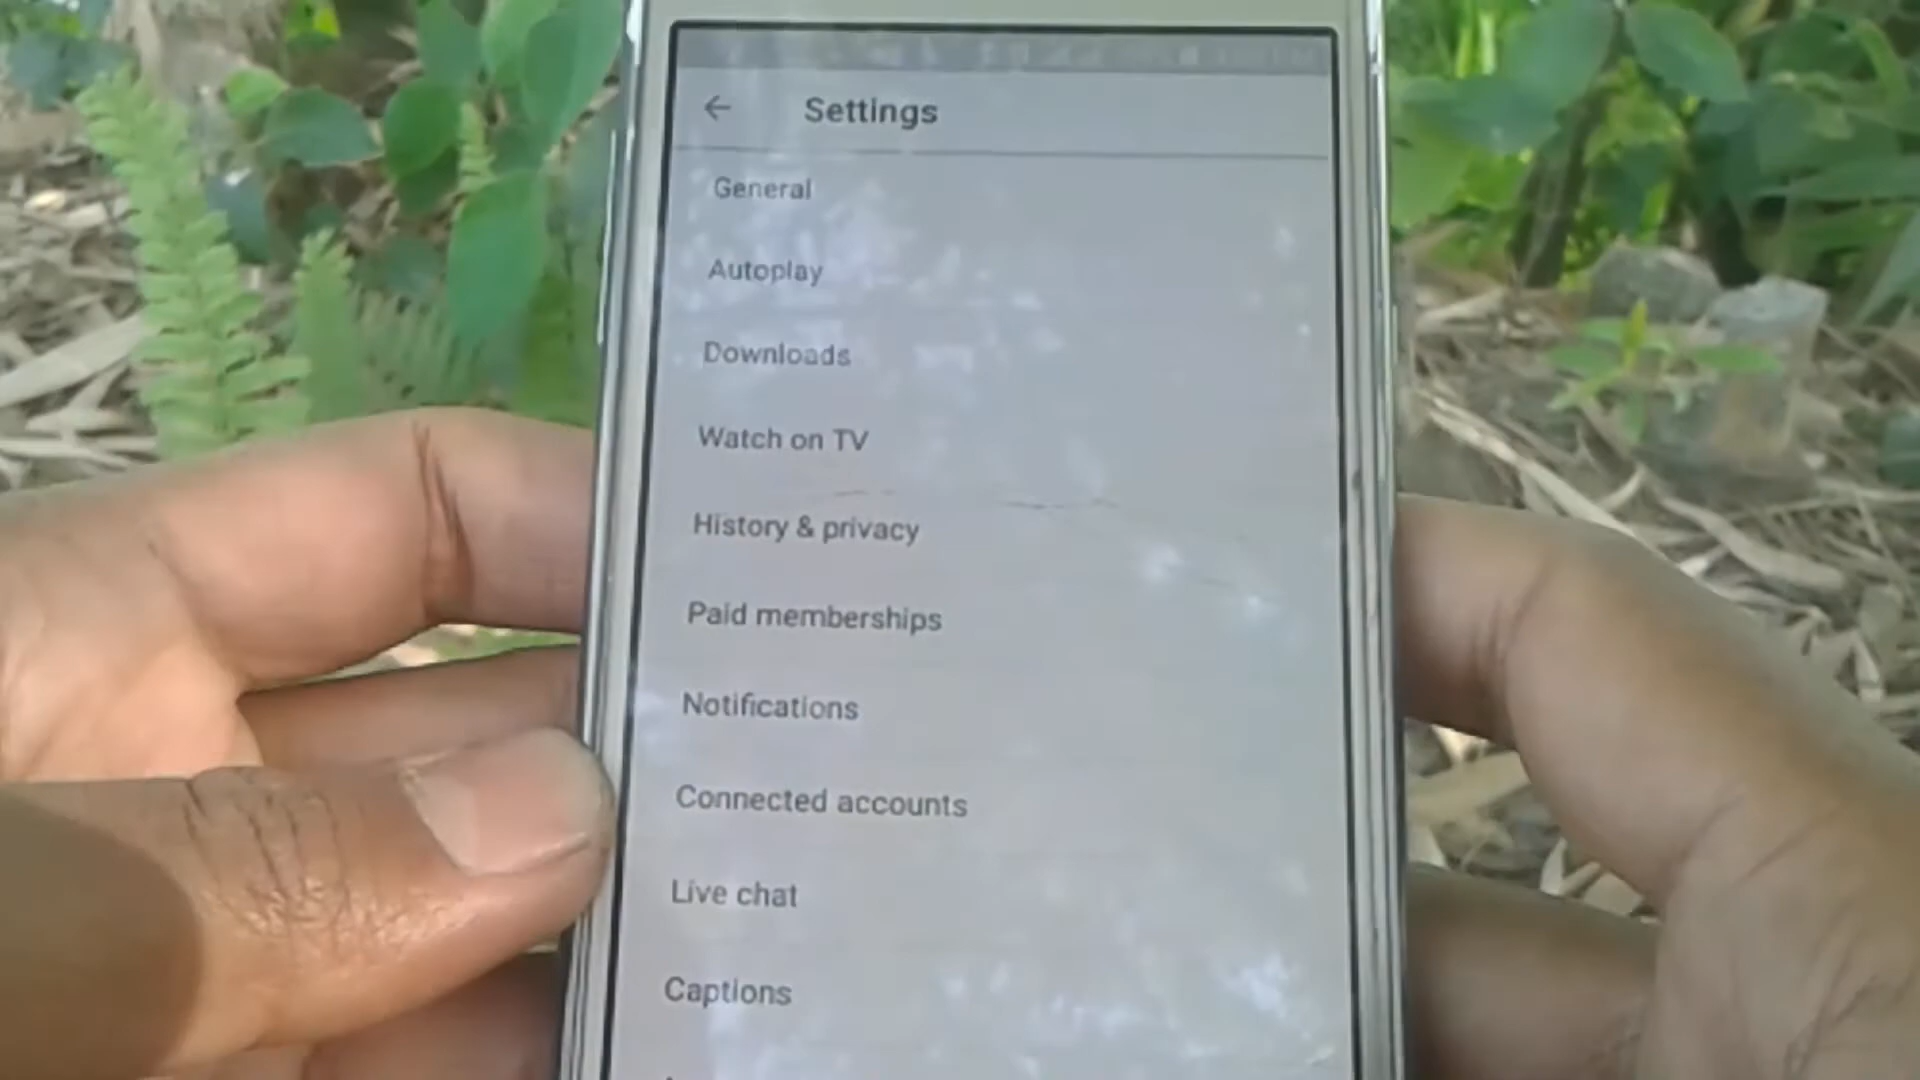 Settings
General
Autoplay
Downloads
Watch on TV
History & privacy
Paid memberships
Notifications
Connected accounts
Live chat
Captions